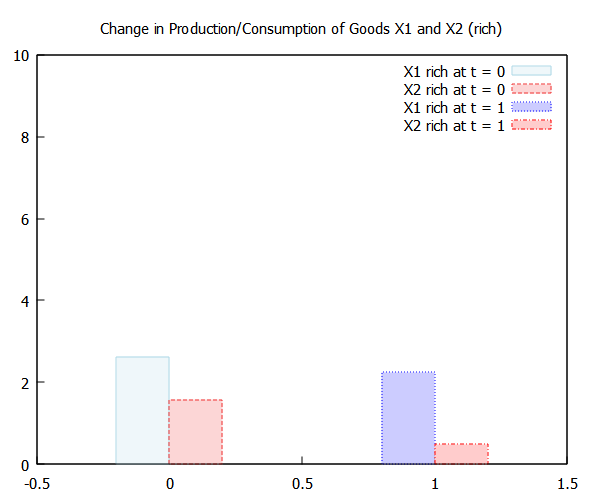 Change in Production/Consumption of Goods X1 and X2 (rich)
10
8
6
4
2
0
X1 rich at t = 0
X2 rich at t = 0
X1 rich at t = 1
X2 rich at t = 1
-0.5 0 0.5 1 1.5